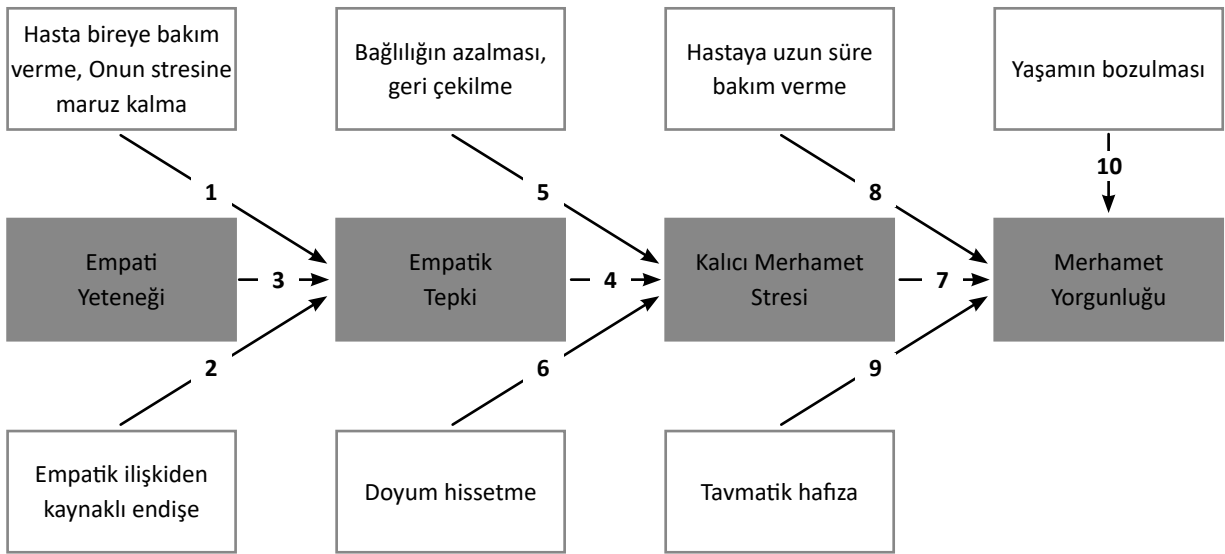 Hasta bireye bakım
verme, Onun stresine
maruz kalma
Bağlılığın azalması,
geri çekilme
Hastaya uzun süre
bakım verme
Yaşamın bozulması
1
5
8
10
Empati
Yeteneği
3
Empatik
Tepki
4
Kalıcı Merhamet
Stresi
7
Merhamet
Yorgunluğu
2
6
9
Empatik ilişkiden
kaynaklı endişe
Doyum hissetme
Tavmatik hafıza